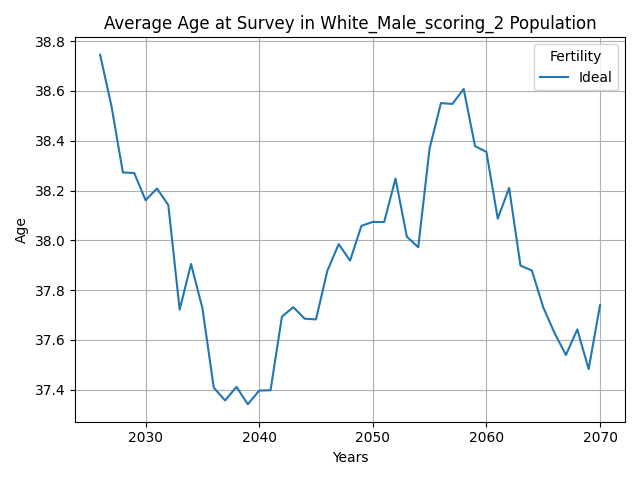 Average Age at Survey in White_Male_scoring_2 Population
Fertility
Ideal
38.8
38.6
38.4
38.2
38.0
37.8
37.6
37.4
Age
2030
2040
2050
2060
2070
Years